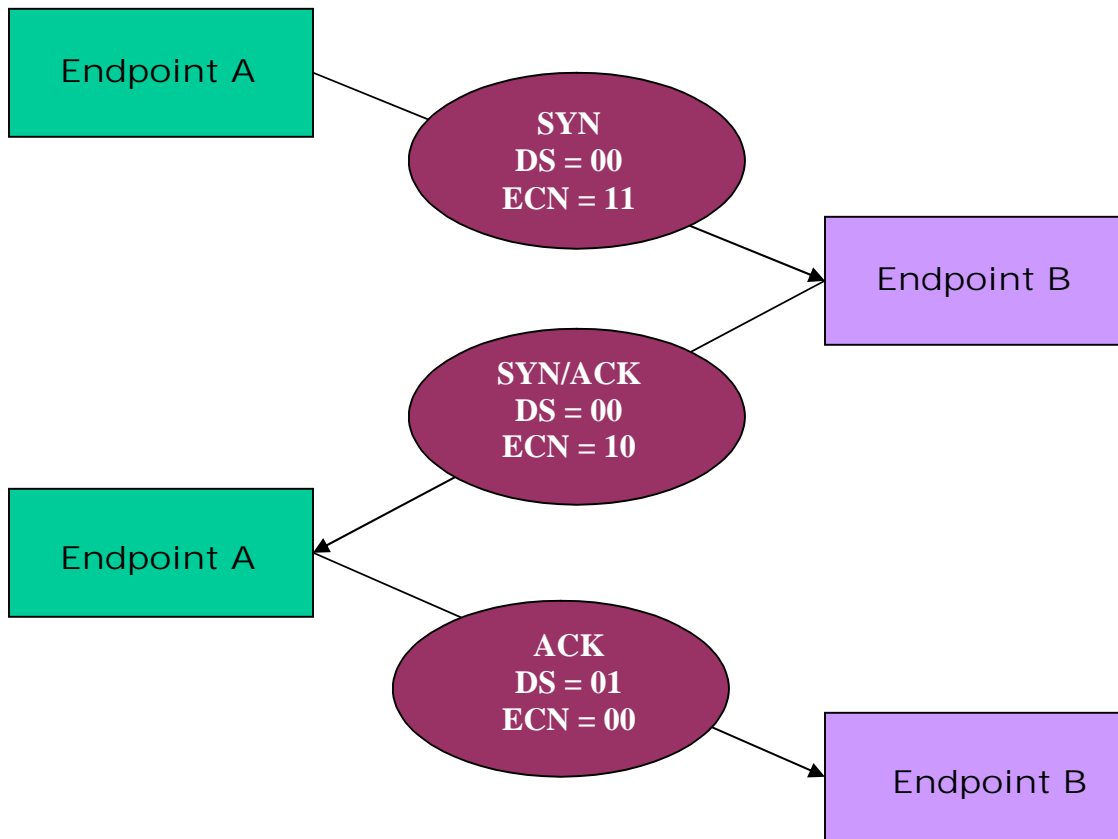 Endpoint A
SYN
DS = 00
ECN = 11
Endpoint B
SYN/ACK
DS = 00
ECN = 10
Endpoint A
ACK
DS = 01
ECN = 00
Endpoint B